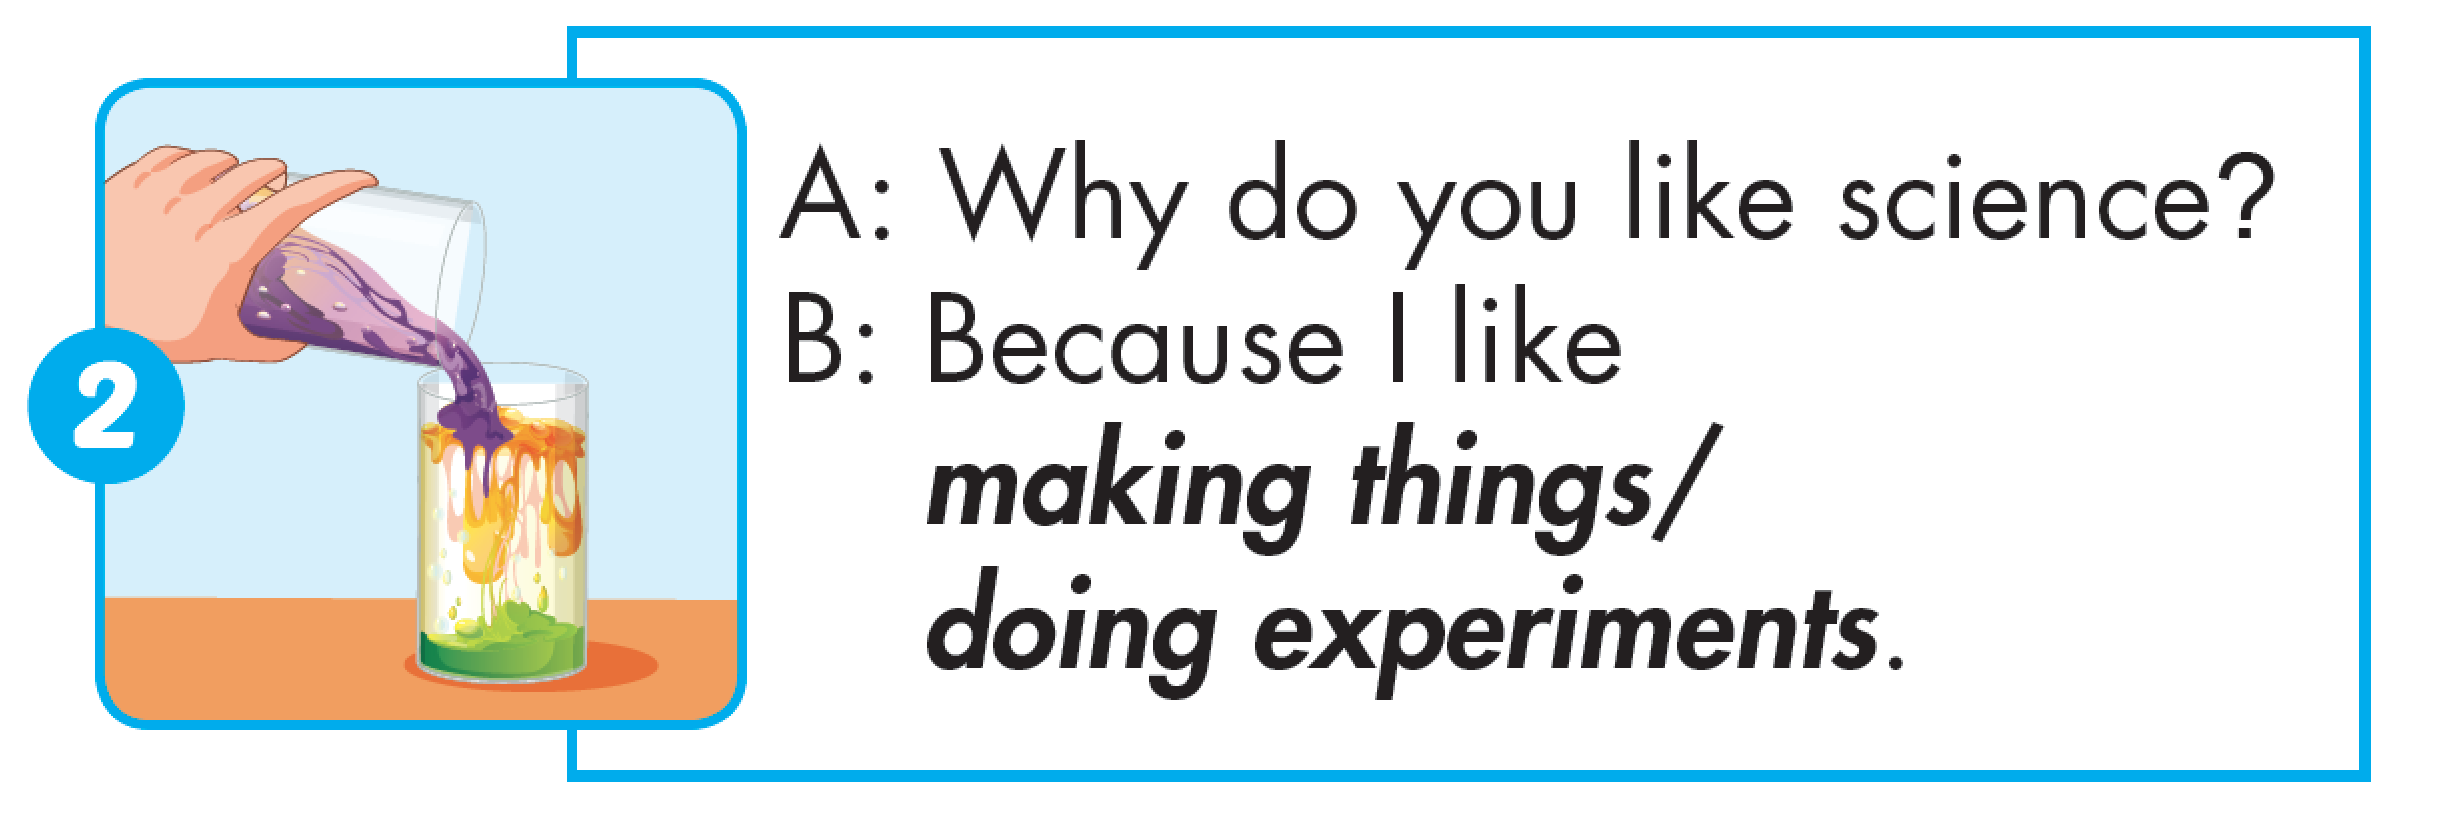 2
A: Why do you like science?
B: Because I like
making things/
doing experiments.